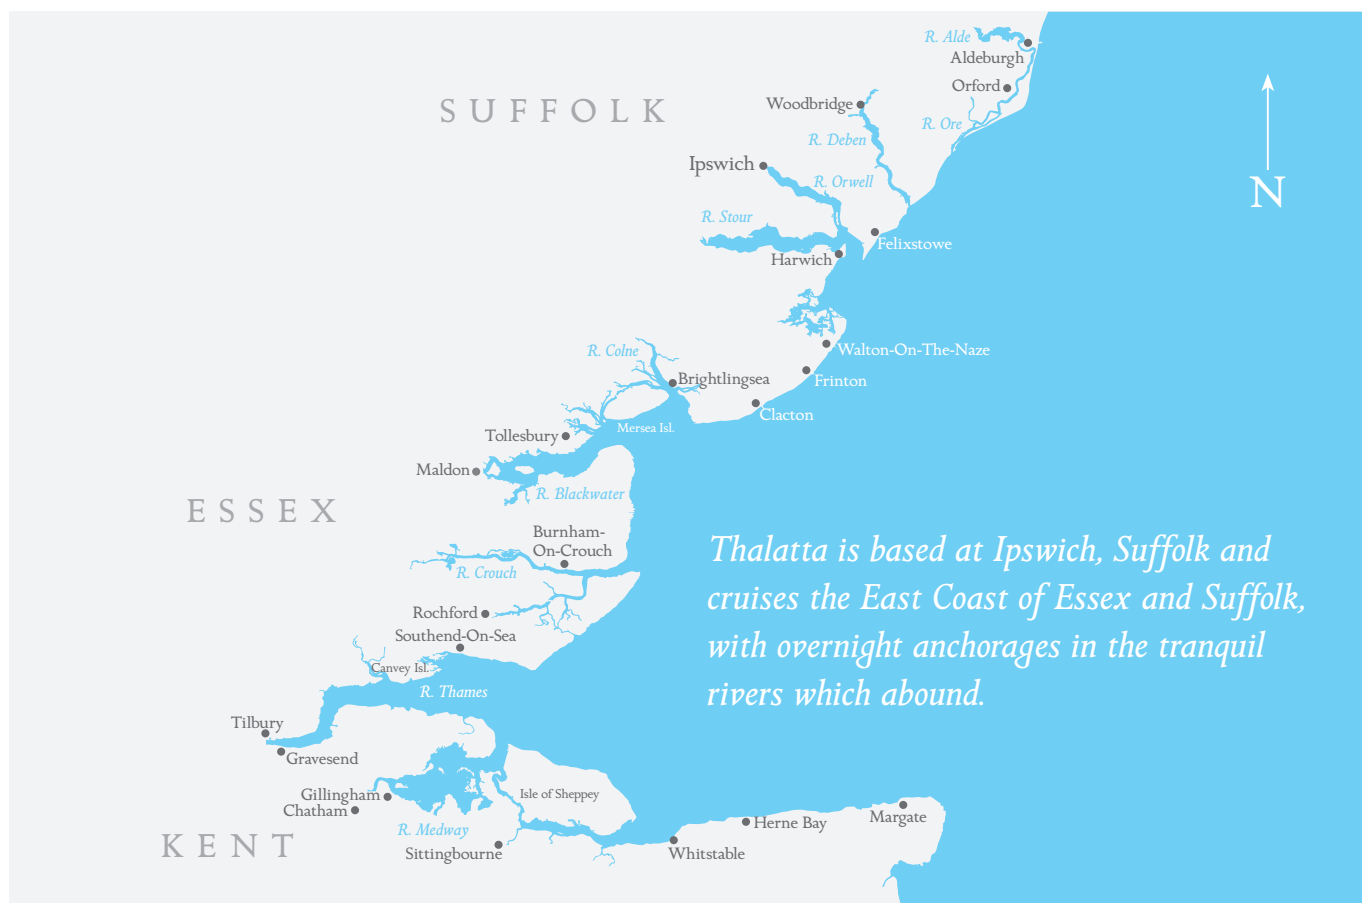 R. Alde
Aldeburgh
Orford
SUFFOLK
Woodbridge
R. Ore
R. Deben
Ipswich
R. Orwell
N
R. Stour
Felixstowe
Harwich
Walton-On-The-Naze
R. Colne
Brightlingsea
Frinton
Clacton
Mersea Isl.
Tollesbury
Maldon
R. Blackwater
ESSEX
Burnham-
On-Crouch
R. Crouch
Thalatta is based at Ipswich, Suffolk and
cruises the East Coast of Essex and Suffolk,
with overnight anchorages in the tranquil
rivers which abound.
Rochford
Southend-On-Sea
Canvey Isl.
R. Thames
Tilbury
Gravesend
Gillingham
Chatham
Isle of Sheppey
R. Medway
KENT
Sittingbourne
Whitstable
Herne Bay
Margate